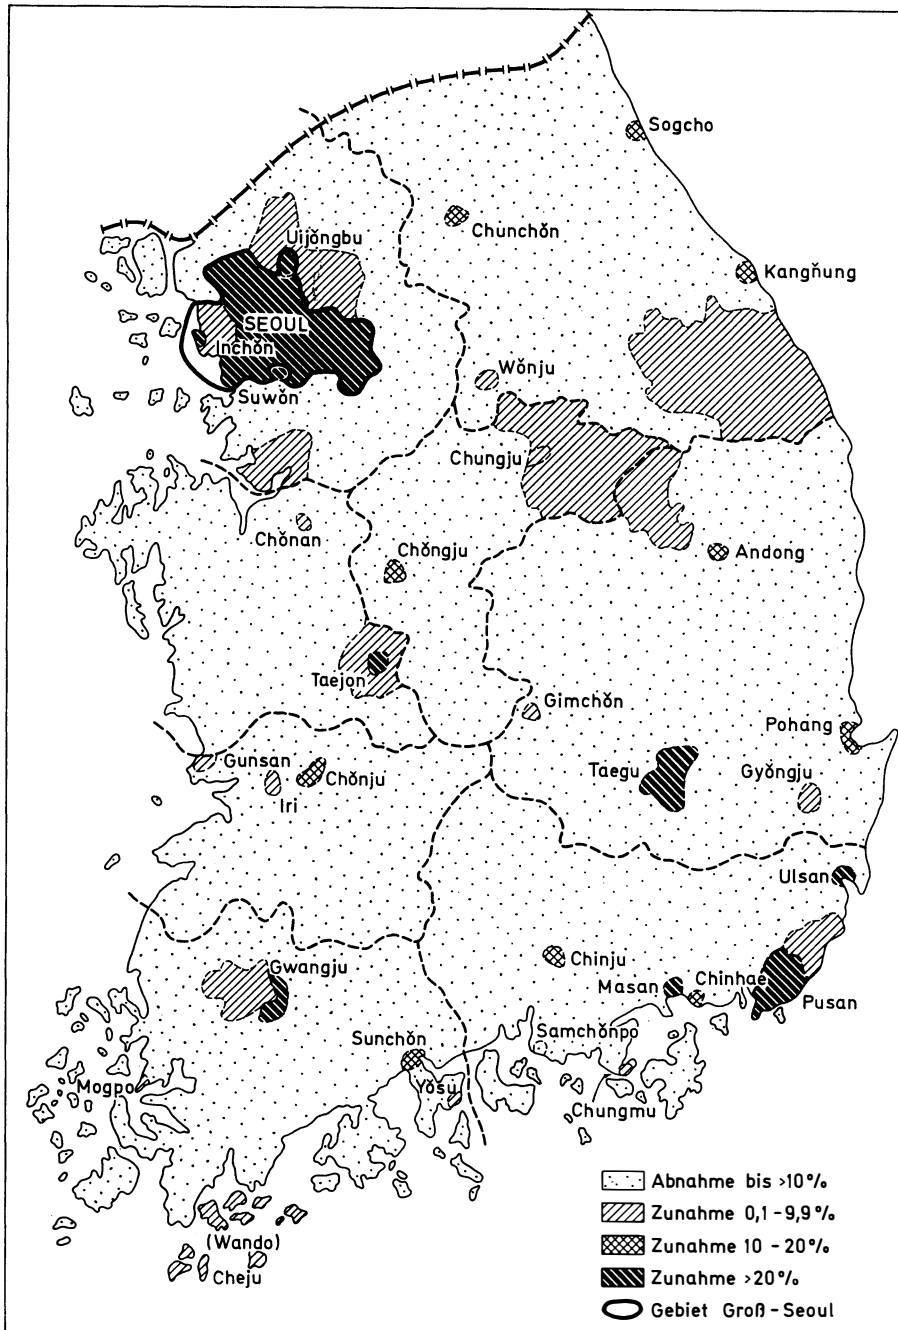 Sogcho
Chunchŏn
Uijŏngbu
Kangňung
SEOUL
Inchŏn
Wŏnju
Suwŏn
Chungju
Chŏnan
Chŏngju
Andong
Taejon
Gimchŏn
Pohang
Gunsan
Chŏnju
Taegu
Gyŏngju
Iri
Ulsan
Gwangju
Chinju
Masan
Chinhae
Pusan
Sunchŏn
Samchŏnpo
Mogpo
Yŏsu
Chungmu
Abnahme bis >10%
Zunahme 0,1-9,9%
(Wando)
Zunahme 10 - 20%
Cheju
Zunahme >20%
Gebiet Groß-Seoul